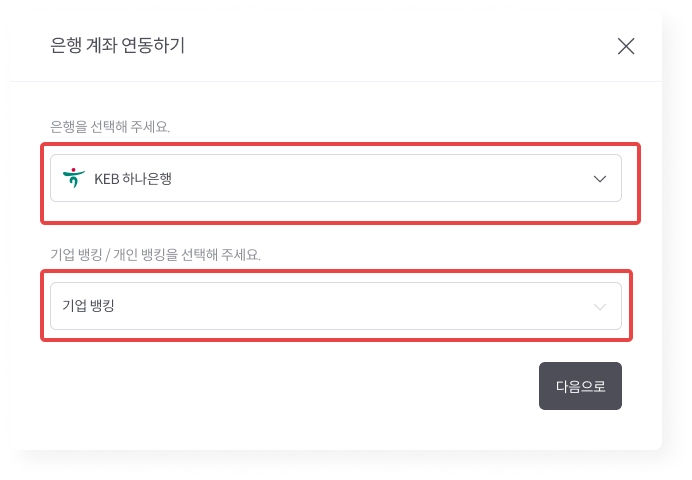 은행 계좌 연동하기
은행을 선택해 주세요.
KEB 하나은행
기업 뱅킹 / 개인 뱅킹을 선택해 주세요.
기업 뱅킹
다음으로